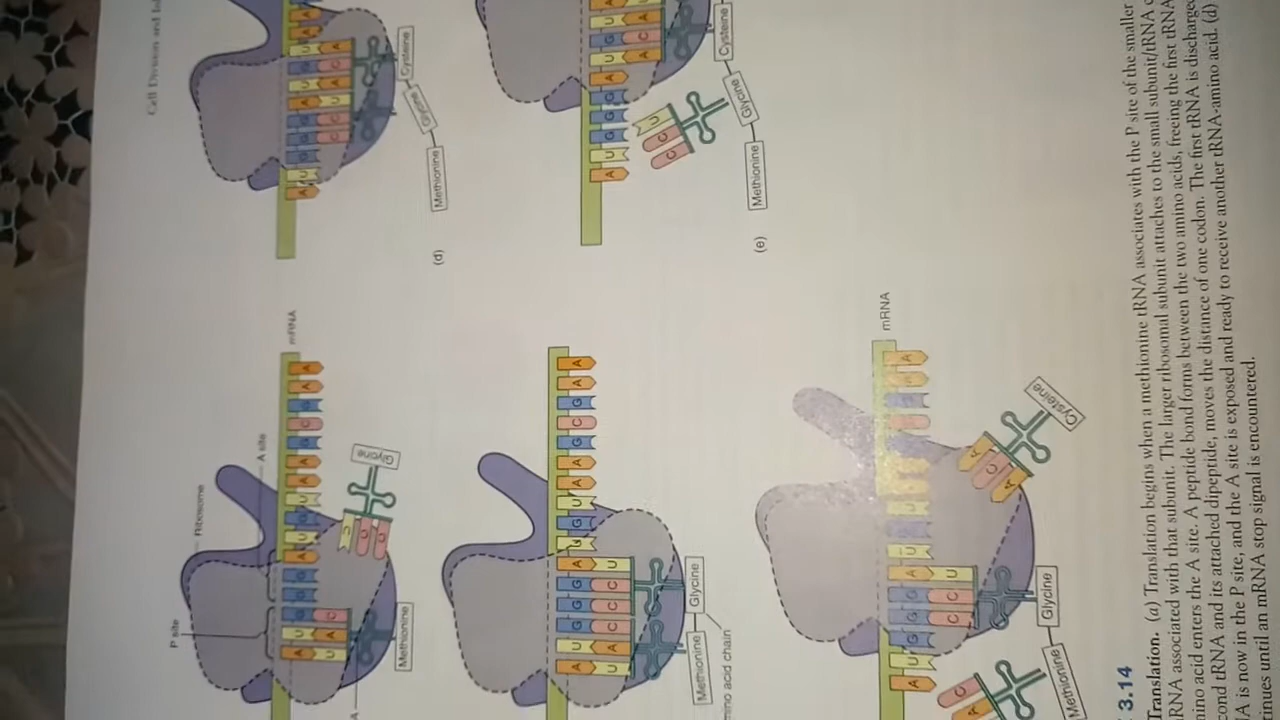 Cell Division and
P site
Ribosome
A site
mRNA
A U G G G A U G U A A G C G A A
U A C
C C U
Methionine
Glycine
A U G G G A U G U A A G C G A A
U A C C C U
Methionine
Glycine
amino acid chain
mRNA
A U G G G A U
C C U
A C
A C A
Methionine
Glycine
Cysteine
(d)
Methionine
Glycine
Cysteine
(e)
A U G G G A U G U A
C C U
A C A
Methionine
Glycine
Cysteine
3.14
Translation. (a) Translation begins when a methionine tRNA associates with the P site of the smaller
RNA associated with that subunit. The larger ribosomal subunit attaches to the small subunit/tRNA
mino acid enters the A site. A peptide bond forms between the two amino acids, freeing the first tRNA
ond tRNA and its attached dipeptide, moves the distance of one codon. The first tRNA is discharged
A is now in the P site, and the A site is exposed and ready to receive another tRNA-amino acid. (d)
inues until an mRNA stop signal is encountered.